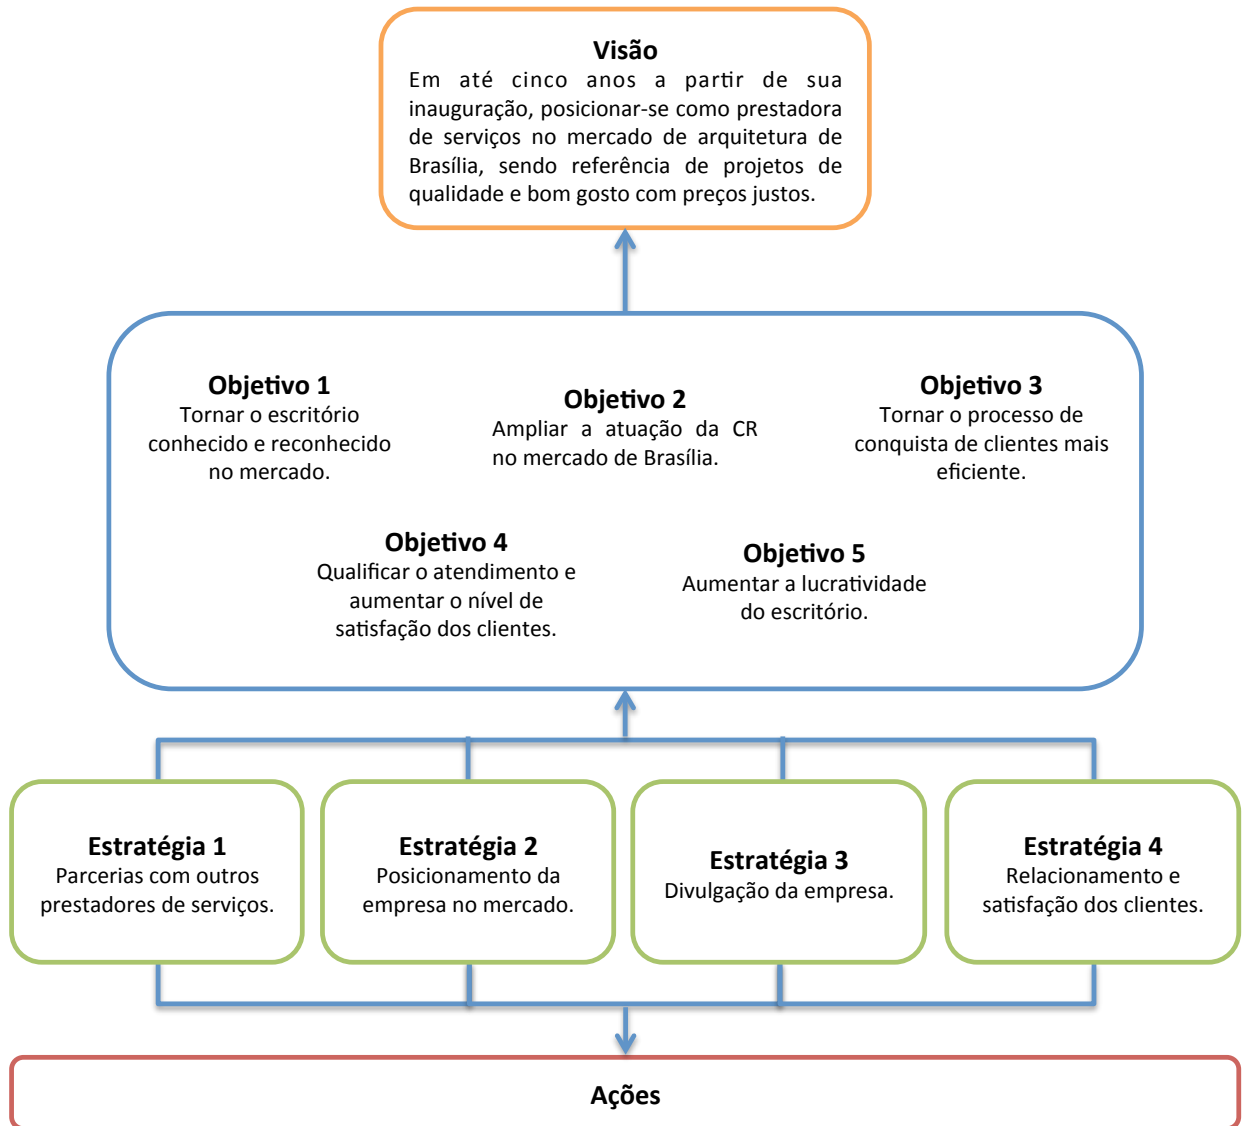 Visão
Em até cinco anos a partir de sua
inauguração, posicionar-se como prestadora
de serviços no mercado de arquitetura de
Brasília, sendo referência de projetos de
qualidade e bom gosto com preços justos.
Objetivo 1
Tornar o escritório
conhecido e reconhecido
no mercado.
Objetivo 2
Ampliar a atuação da CR
no mercado de Brasília.
Objetivo 3
Tornar o processo de
conquista de clientes mais
eficiente.
Objetivo 4
Qualificar o atendimento e
aumentar o nível de
satisfação dos clientes.
Objetivo 5
Aumentar a lucratividade
do escritório.
Estratégia 1
Parcerias com outros
prestadores de serviços.
Estratégia 2
Posicionamento da
empresa no mercado.
Estratégia 3
Divulgação da empresa.
Estratégia 4
Relacionamento e
satisfação dos clientes.
Ações